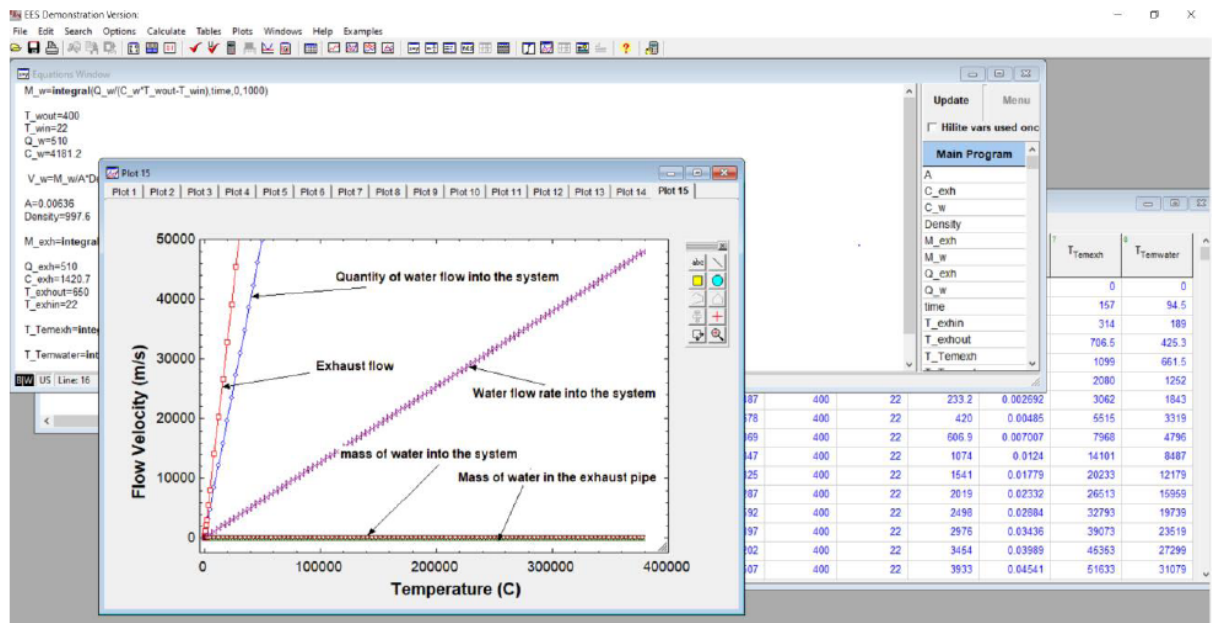 EES Demonstration Version:
File Edit Search Options Calculate Tables Plots Windows Help Examples
Equations Window
M_w=integral(Q_w/(C_w*T_wout-T_win),time,0,1000)
T_wout=400
T_win=22
Q_w=510
C_w=4181.2
V_w=M_w/A*De
A=0.00636
Density=997.6
M_exh=integral
Q_exh=510
C_exh=1420.7
T_exhout=650
T_exhin=22
T_Temexh=integ
T_Temwater=int
B|W US Line: 16
Update Menu
Hilite vars used onc
Main Program
A
C_exh
C_w
Density
M_exh
M_w
Q_exh
Q_w
time
T_exhin
T_exhout
T_Temexh
Plot 15
Plot 1 Plot 2 Plot 3 Plot 4 Plot 5 Plot 6 Plot 7 Plot 8 Plot 9 Plot 10 Plot 11 Plot 12 Plot 13 Plot 14 Plot 15
abc
50000
40000
30000
20000
10000
0
Flow Velocity (m/s)
Quantity of water flow into the system
Exhaust flow
Water flow rate into the system
mass of water into the system
Mass of water in the exhaust pipe
0 100000 200000 300000 400000
Temperature (C)
7 TTemexh 8 TTemwater
0 0
157 94.5
314 189
706.5 425.3
1099 661.5
2080 1252
400 22 233.2 0.002692 3062 1843
400 22 420 0.00485 5515 3319
400 22 606.9 0.007007 7968 4796
400 22 1074 0.0124 14101 8487
400 22 1541 0.01779 20233 12179
400 22 2019 0.02332 26513 15959
400 22 2498 0.02884 32793 19739
400 22 2976 0.03436 39073 23519
400 22 3454 0.03989 45353 27299
400 22 3933 0.04541 51633 31079